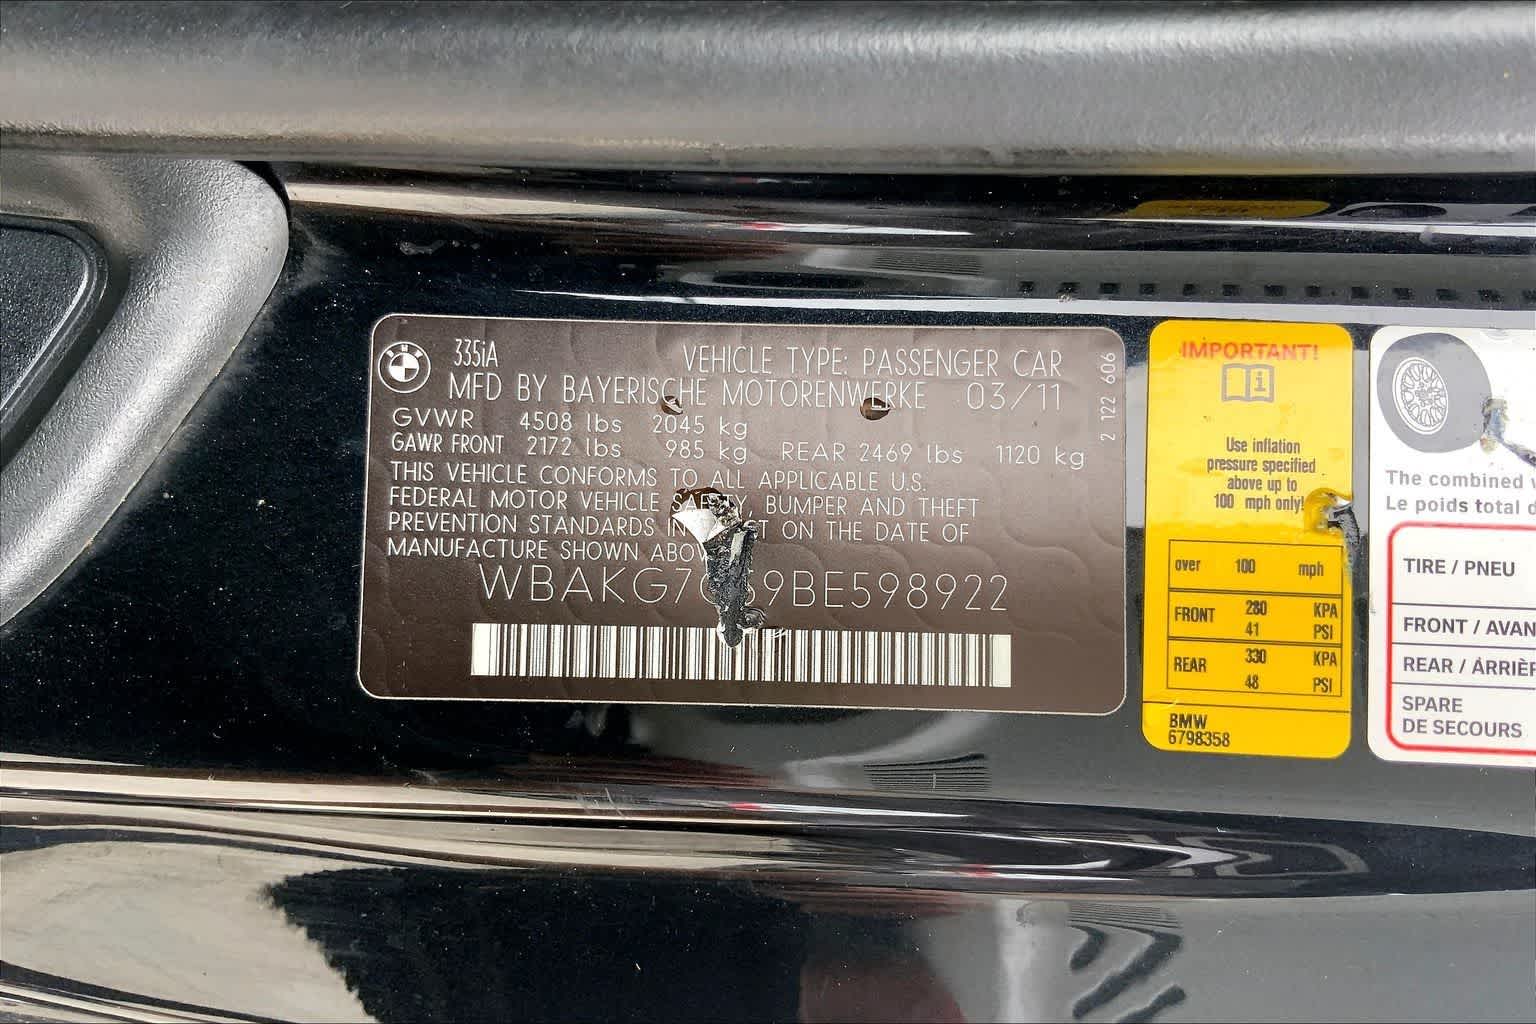 335iA
VEHICLE TYPE: PASSENGER CAR
MFD BY BAYERISCHE MOTORENWERKE 03/11
GVWR 4508 lbs 2045 kg
GAWR FRONT 2172 lbs 985 kg REAR 2469 lbs 1120 kg
THIS VEHICLE CONFORMS TO ALL APPLICABLE U.S.
FEDERAL MOTOR VEHICLE SAFETY, BUMPER AND THEFT
PREVENTION STANDARDS IN ON THE DATE OF
MANUFACTURE SHOWN ABOV
2 122 606
IMPORTANT!
Use inflation
pressure specified
above up to
100 mph only!
over 100 mph
FRONT 280 KPA
41 PSI
REAR 330 KPA
48 PSI
BMW
6798358
The combined
Le poids total d
TIRE / PNEU
FRONT / AVAN
REAR / ARRIÈR
SPARE
DE SECOURS